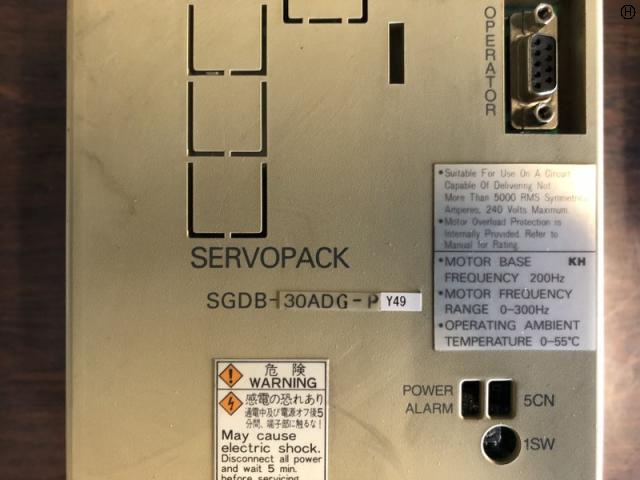 H
OPERATOR
•Suitable For Use On A Circuit
Capable Of Delivering Not
More Than 5000 RMS Symmetrical
Amperes, 240 Volts Maximum.
•Motor Overload Protection is
Internally Provided. Refer to
Manual for Rating.
•MOTOR BASE KH
FREQUENCY 200Hz
•MOTOR FREQUENCY
RANGE 0-300Hz
•OPERATING AMBIENT
TEMPERATURE 0-55°C
SERVOPACK
SGDB-30ADG-P Y49
危険
WARNING
感電の恐れあり
通電中及び電源オフ後5
分間、端子部に触るな!
May cause
electric shock.
Disconnect all power
and wait 5 min.
before servicing.
POWER
ALARM
5CN
1SW